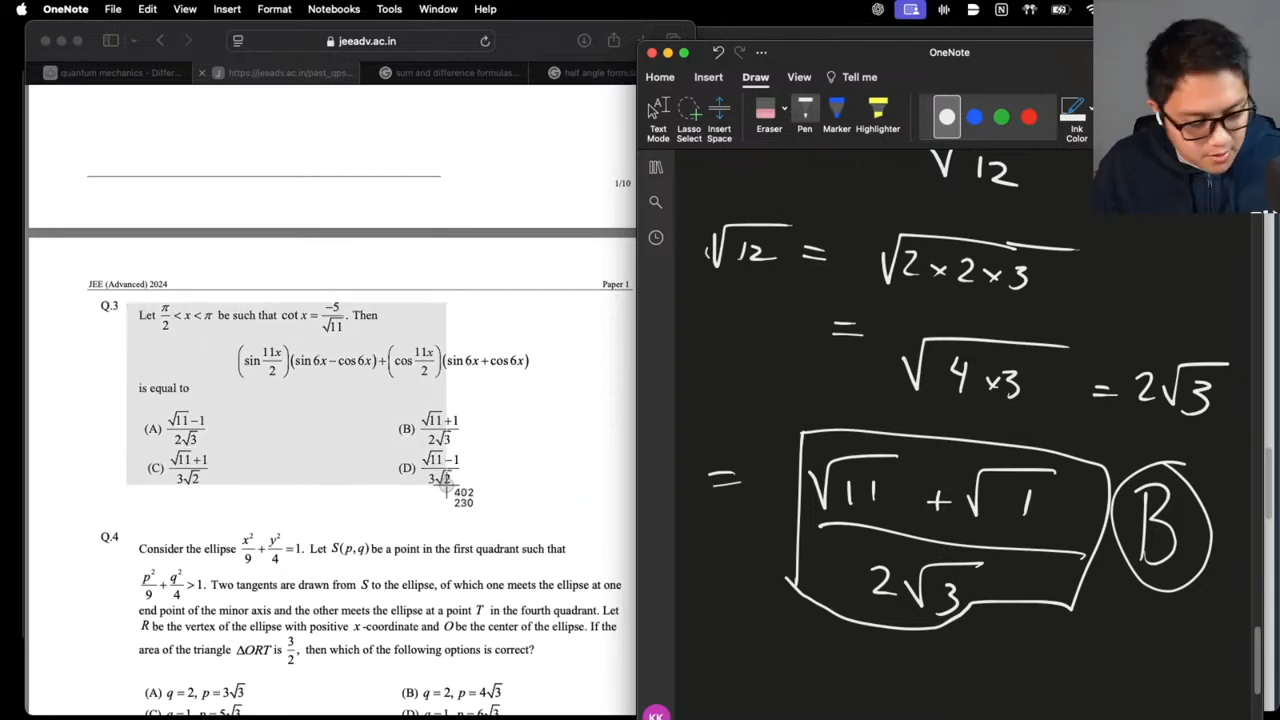 OneNote File Edit View Insert Format Notebooks Tools Window Help
jeeadv.ac.in
quantum mechanics - Differ...
https://jeeadv.ac.in/past_qps...
sum and difference formulas...
half angle formula
1/10
JEE (Advanced) 2024 Paper 1
Q.3 Let π/2 < x < π be such that cot x = −5/√11. Then
(sin 11x/2)(sin 6x − cos 6x) + (cos 11x/2)(sin 6x + cos 6x)
is equal to
(A) √11−1/2√3 (B) √11+1/2√3
(C) √11+1/3√2 (D) √11−1/3√2
402
230
Q.4 Consider the ellipse x²/9 + y²/4 = 1. Let S(p, q) be a point in the first quadrant such that
p²/9 + q²/4 > 1. Two tangents are drawn from S to the ellipse, of which one meets the ellipse at one
end point of the minor axis and the other meets the ellipse at a point T in the fourth quadrant. Let
R be the vertex of the ellipse with positive x-coordinate and O be the center of the ellipse. If the
area of the triangle ΔORT is 3/2, then which of the following options is correct?
(A) q = 2, p = 3√3 (B) q = 2, p = 4√3
OneNote
Home Insert Draw View Tell me
Text Mode
Lasso Select
Insert Space
Eraser
Pen
Marker
Highlighter
Ink Color
√12
√12 = √2×2×3
= √4×3 = 2√3
= √11 + √1/2√3 B
KK